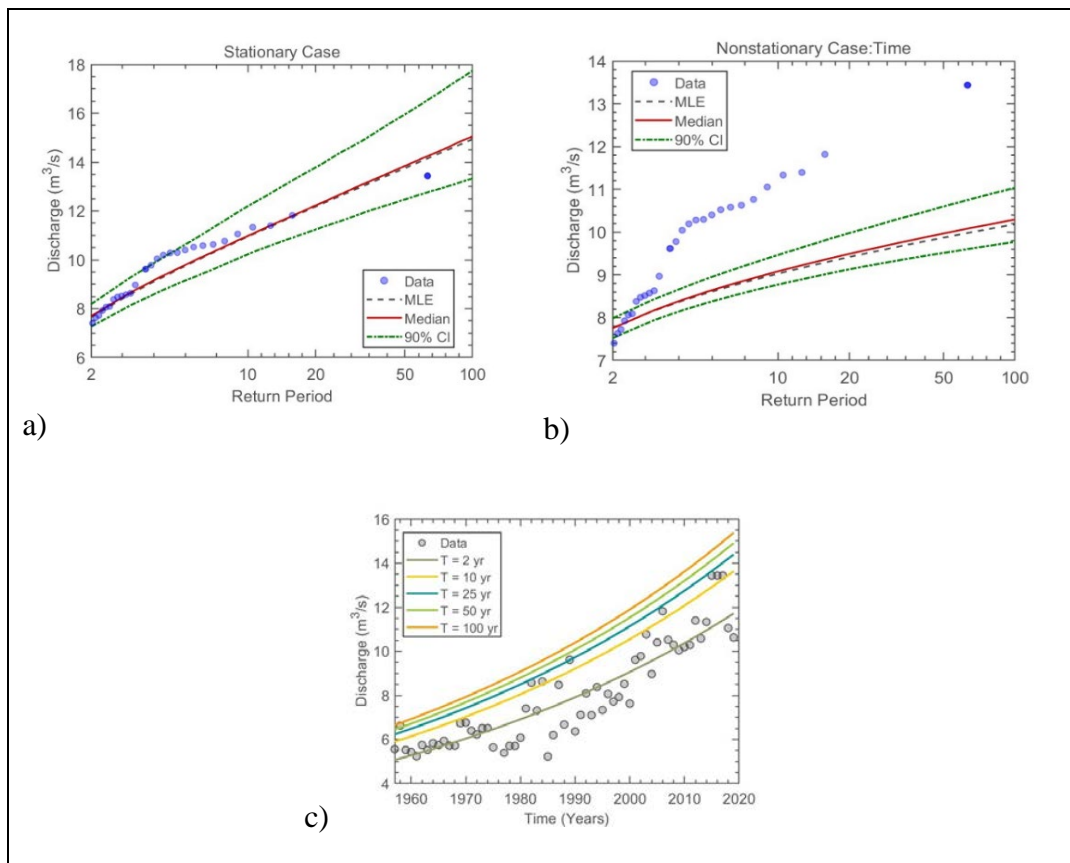 Stationary Case
18
16
14
12
10
8
6
Discharge (m³/s)
Data
MLE
Median
90% CI
2 10 20 50 100
Return Period
a)
Nonstationary Case:Time
14
13
12
11
10
9
8
7
Discharge (m³/s)
Data
MLE
Median
90% CI
2 10 20 50 100
Return Period
b)
16
14
12
10
8
6
4
Discharge (m³/s)
Data
T = 2 yr
T = 10 yr
T = 25 yr
T = 50 yr
T = 100 yr
1960 1970 1980 1990 2000 2010 2020
Time (Years)
c)